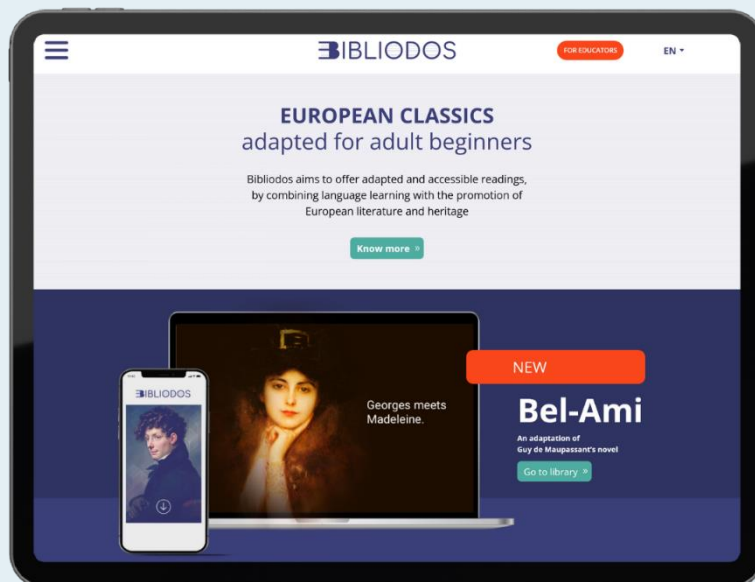 BIBLIODOS
FOR EDUCATORS
EN
EUROPEAN CLASSICS
adapted for adult beginners
Bibliodos aims to offer adapted and accessible readings,
by combining language learning with the promotion of
European literature and heritage
Know more »
BIBLIODOS
Georges meets
Madeleine.
NEW
Bel-Ami
An adaptation of
Guy de Maupassant's novel
Go to library »